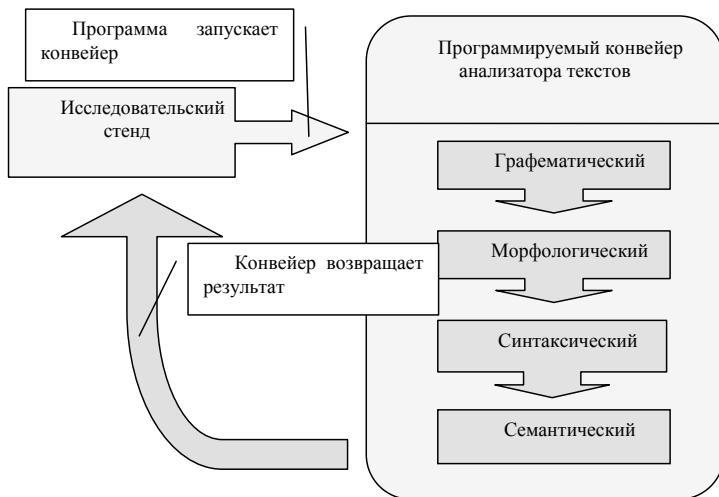 Программа запускает
конвейер
Исследовательский
стенд
Программируемый конвейер
анализатора текстов
Графематический
Морфологический
Конвейер возвращает
результат
Синтаксический
Семантический